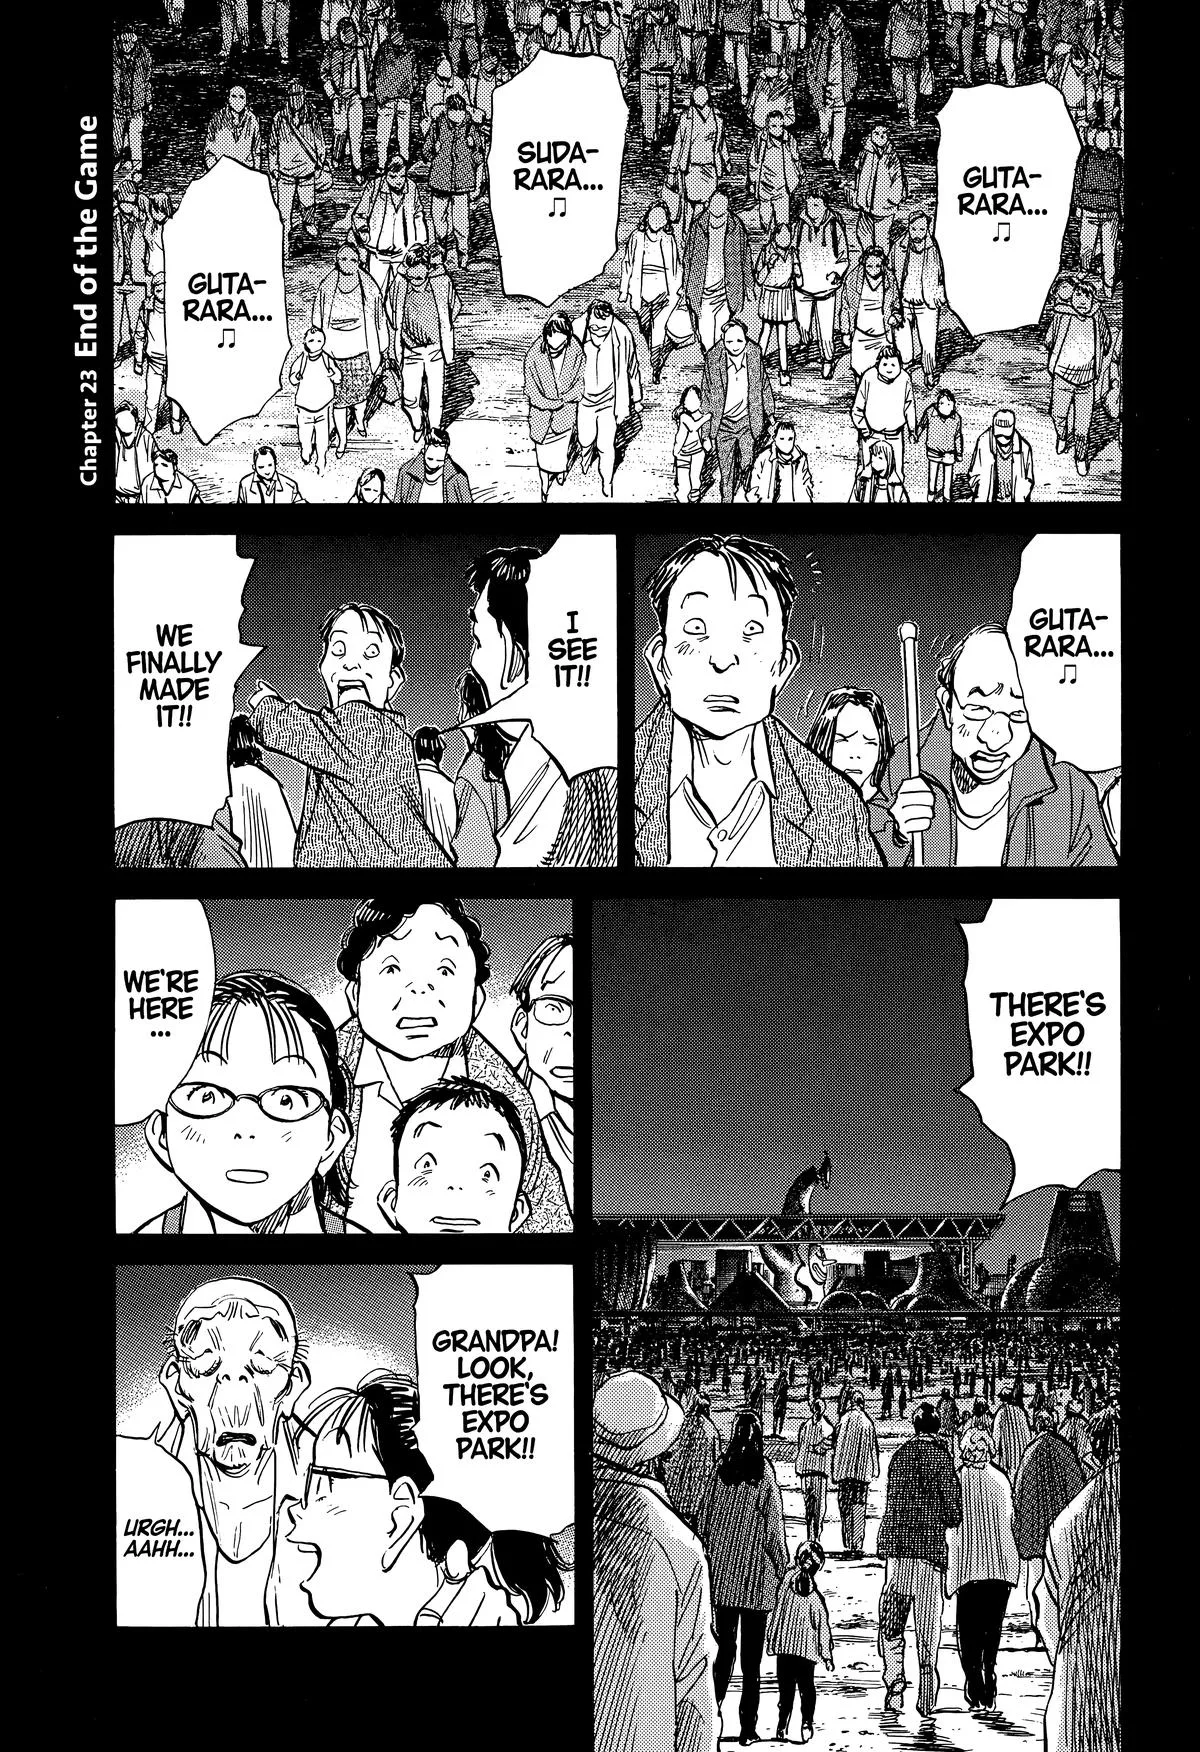 Chapter 23 End of the Game
GUTA-
RARA...
♫
SUDA-
RARA...
♫
GUTA-
RARA...
♫
GUTA-
RARA...
♫
I
SEE
IT!!
WE
FINALLY
MADE
IT!!
THERE'S
EXPO
PARK!!
WE'RE
HERE
...
GRANDPA!
LOOK,
THERE'S
EXPO
PARK!!
URGH...
AAHH...